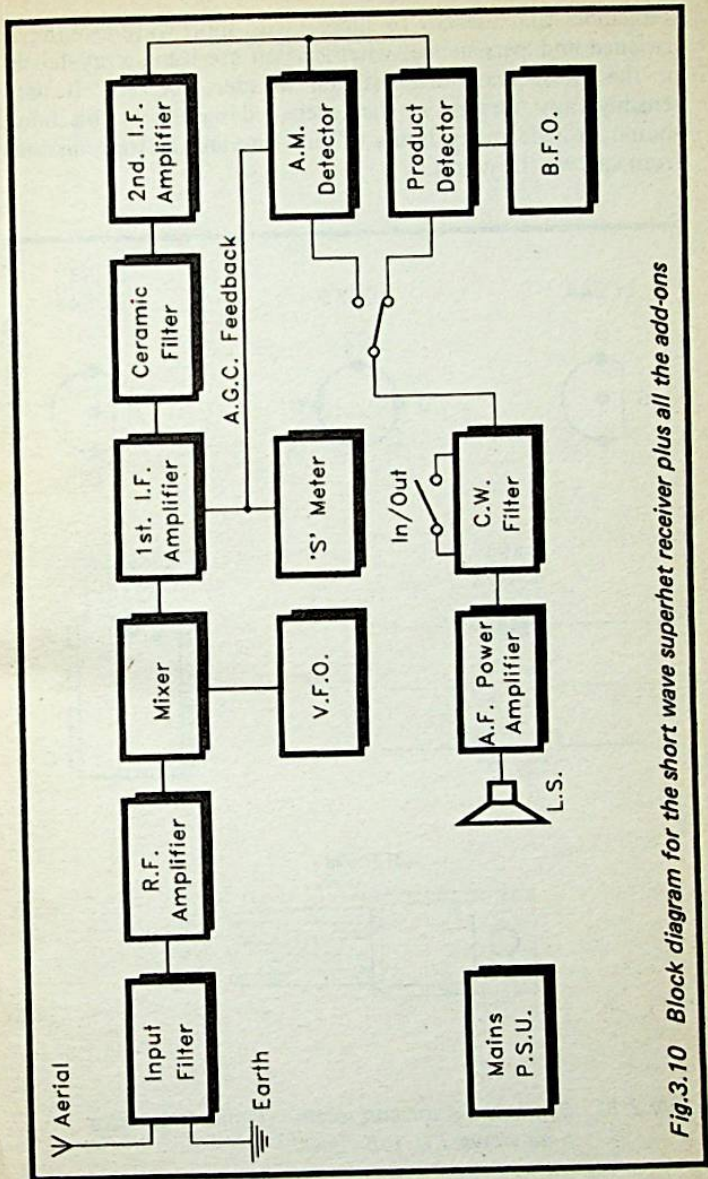 Aerial
Earth
Input
Filter
R.F.
Amplifier
Mixer
1st. I.F.
Amplifier
Ceramic
Filter
2nd. I.F.
Amplifier
V.F.O.
'S' Meter
A.G.C. Feedback
A.M.
Detector
Product
Detector
B.F.O.
In/Out
C.W.
Filter
A.F. Power
Amplifier
L.S.
Mains
P.S.U.
Fig.3.10 Block diagram for the short wave superhet receiver plus all the add-ons